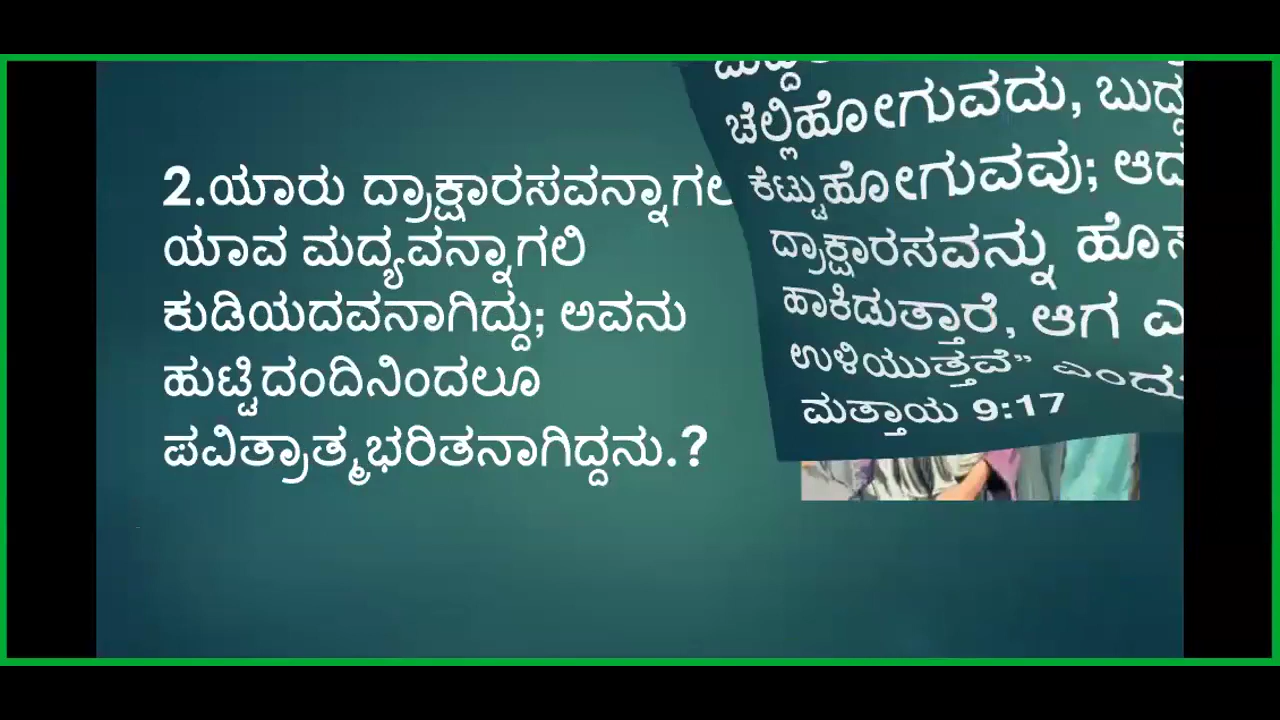 2.ಯಾರು ದ್ರಾಕ್ಷಾರಸವನ್ನಾಗಲಿ
ಯಾವ ಮದ್ಯವನ್ನಾಗಲಿ
ಕುಡಿಯದವನಾಗಿದ್ದು; ಅವನು
ಹುಟ್ಟಿದಂದಿನಿಂದಲೂ
ಪವಿತ್ರಾತ್ಮಭರಿತನಾಗಿದ್ದನು.?
ಚೆಲ್ಲಿಹೋಗುವದು,
ಕೆಟ್ಟುಹೋಗುವವು;
ದ್ರಾಕ್ಷಾರಸವನ್ನು
ಹಾಕಿಡುತ್ತಾರೆ, ಆಗ
ಉಳಿಯುತ್ತವೆ” ಎಂದು
ಮತ್ತಾಯ 9:17